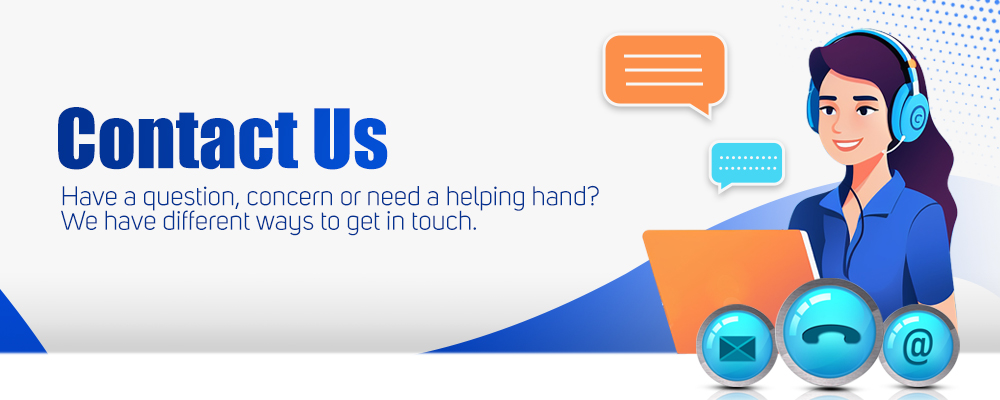 Contact Us
Have a question, concern or need a helping hand?
We have different ways to get in touch.
@